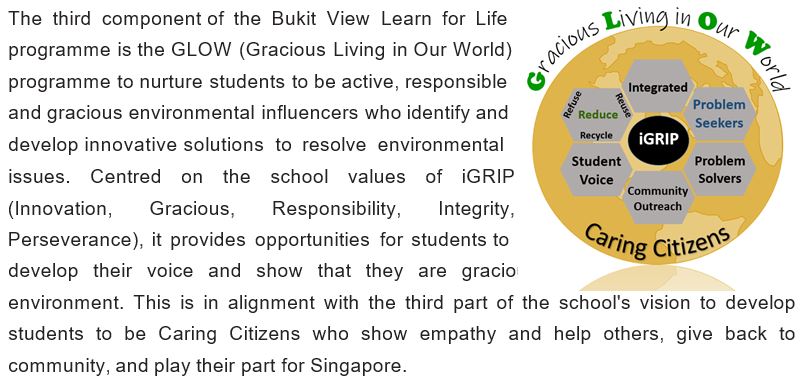 The third component of the Bukit View Learn for Life
programme is the GLOW (Gracious Living in Our World)
programme to nurture students to be active, responsible
and gracious environmental influencers who identify and
develop innovative solutions to resolve environmental
issues. Centred on the school values of iGRIP
(Innovation, Gracious, Responsibility, Integrity,
Perseverance), it provides opportunities for students to
develop their voice and show that they are gracio
environment. This is in alignment with the third part of the school's vision to develop
students to be Caring Citizens who show empathy and help others, give back to
community, and play their part for Singapore.
Gracious Living in Our World
Integrated
Refuse
Reduce
Reuse
Recycle
Problem
Seekers
iGRIP
Student
Voice
Problem
Solvers
Community
Outreach
Caring Citizens